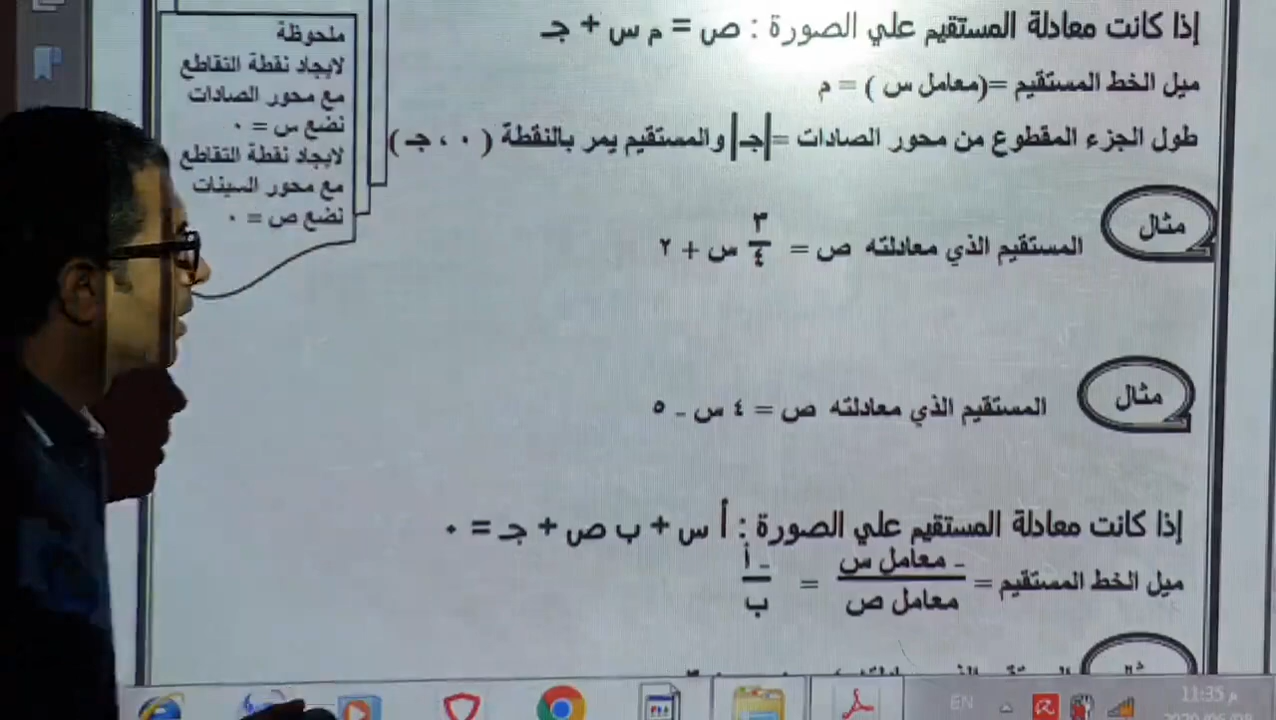 إذا كانت معادلة المستقيم علي الصورة : ص = م س + جـ
ميل الخط المستقيم =(معامل س ) = م
طول الجزء المقطوع من محور الصادات = |جـ| والمستقيم يمر بالنقطة ( ٠ ، جـ )
ملحوظة
لايجاد نقطة التقاطع
مع محور الصادات
نضع س = ٠
لايجاد نقطة التقاطع
مع محور السينات
نضع ص = ٠
مثال
المستقيم الذي معادلته ص = ٣/٤ س + ٢
مثال
المستقيم الذي معادلته ص = ٤ س - ٥
إذا كانت معادلة المستقيم علي الصورة : أ س + ب ص + جـ = ٠
ميل الخط المستقيم = - معامل س / معامل ص = - أ / ب
EN
11:35 م